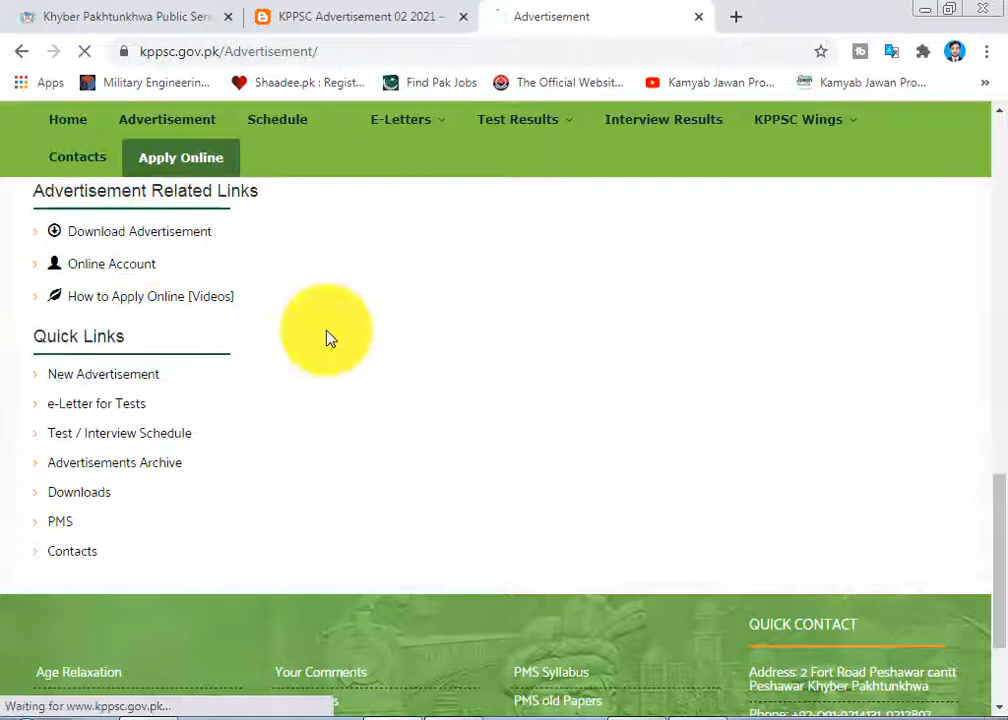 Khyber Pakhtunkhwa Public Serv
KPPSC Advertisement 02 2021 –
Advertisement
kppsc.gov.pk/Advertisement/
Apps
Military Engineerin...
Shaadee.pk : Regist...
Find Pak Jobs
The Official Websit...
Kamyab Jawan Pro...
Kamyab Jawan Pro...
»
Home
Advertisement
Schedule
E-Letters
Test Results
Interview Results
KPPSC Wings
Contacts
Apply Online
Advertisement Related Links
Download Advertisement
Online Account
How to Apply Online [Videos]
Quick Links
New Advertisement
e-Letter for Tests
Test / Interview Schedule
Advertisements Archive
Downloads
PMS
Contacts
QUICK CONTACT
Age Relaxation
Your Comments
PMS Syllabus
Address: 2 Fort Road Peshawar cantt
Peshawar Khyber Pakhtunkhwa
Waiting for www.kppsc.gov.pk...
PMS old Papers